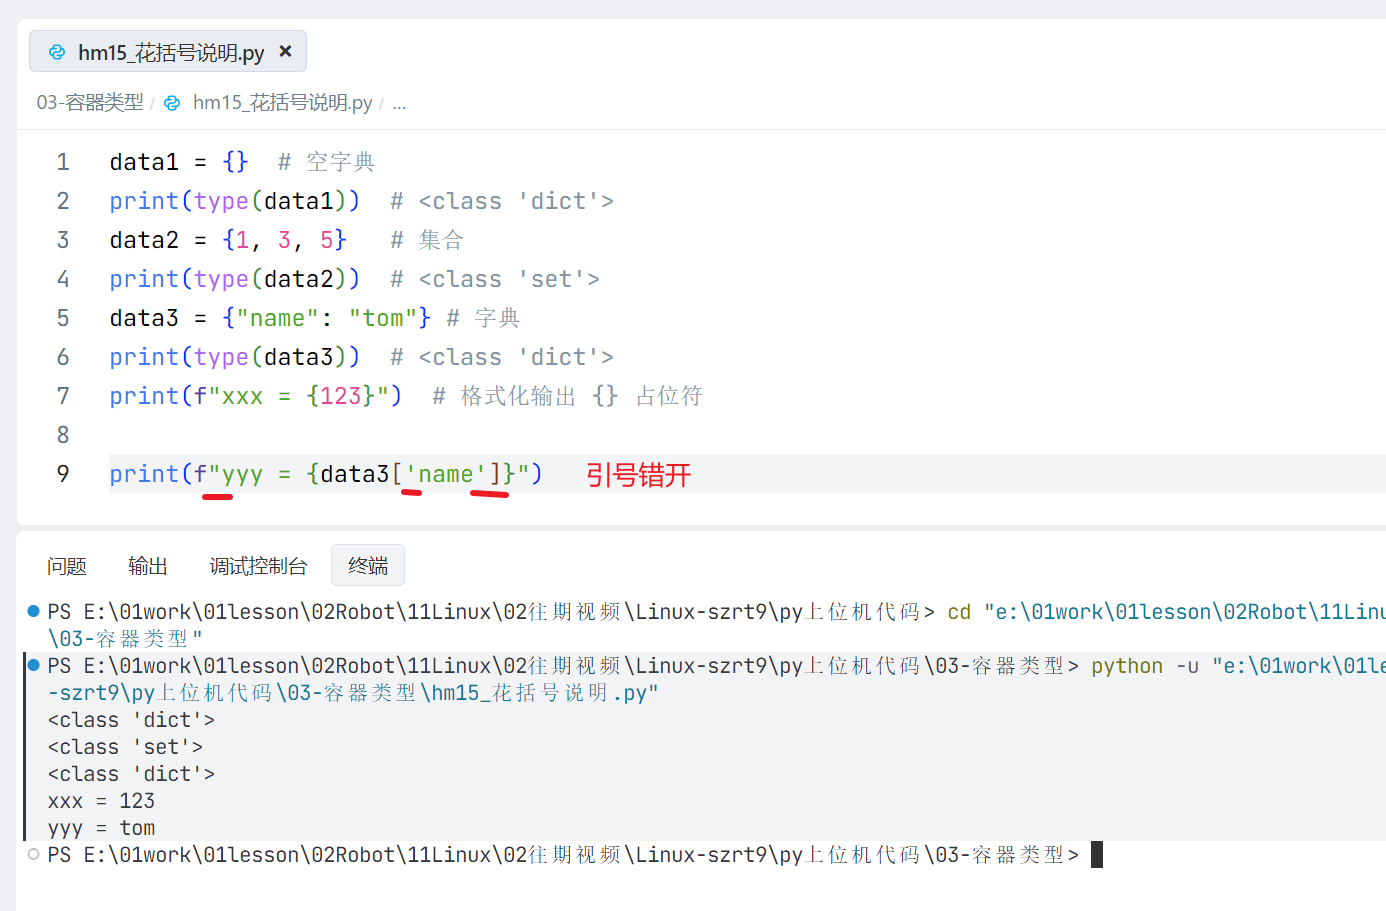 hm15_花括号说明.py ×
03-容器类型 / hm15_花括号说明.py / ...
1 data1 = {}  # 空字典
2 print(type(data1))  # <class 'dict'>
3 data2 = {1, 3, 5}   # 集合
4 print(type(data2))  # <class 'set'>
5 data3 = {"name": "tom"} # 字典
6 print(type(data3))  # <class 'dict'>
7 print(f"xxx = {123}")  # 格式化输出 {} 占位符
8
9 print(f"yyy = {data3['name']}") 引号错开
问题 输出 调试控制台 终端
PS E:\01work\01lesson\02Robot\11Linux\02往期视频\Linux-szrt9\py上位机代码> cd "e:\01work\01lesson\02Robot\11Linu
\03-容器类型"
PS E:\01work\01lesson\02Robot\11Linux\02往期视频\Linux-szrt9\py上位机代码\03-容器类型> python -u "e:\01work\01le
-szrt9\py上位机代码\03-容器类型\hm15_花括号说明.py"
<class 'dict'>
<class 'set'>
<class 'dict'>
xxx = 123
yyy = tom
PS E:\01work\01lesson\02Robot\11Linux\02往期视频\Linux-szrt9\py上位机代码\03-容器类型>